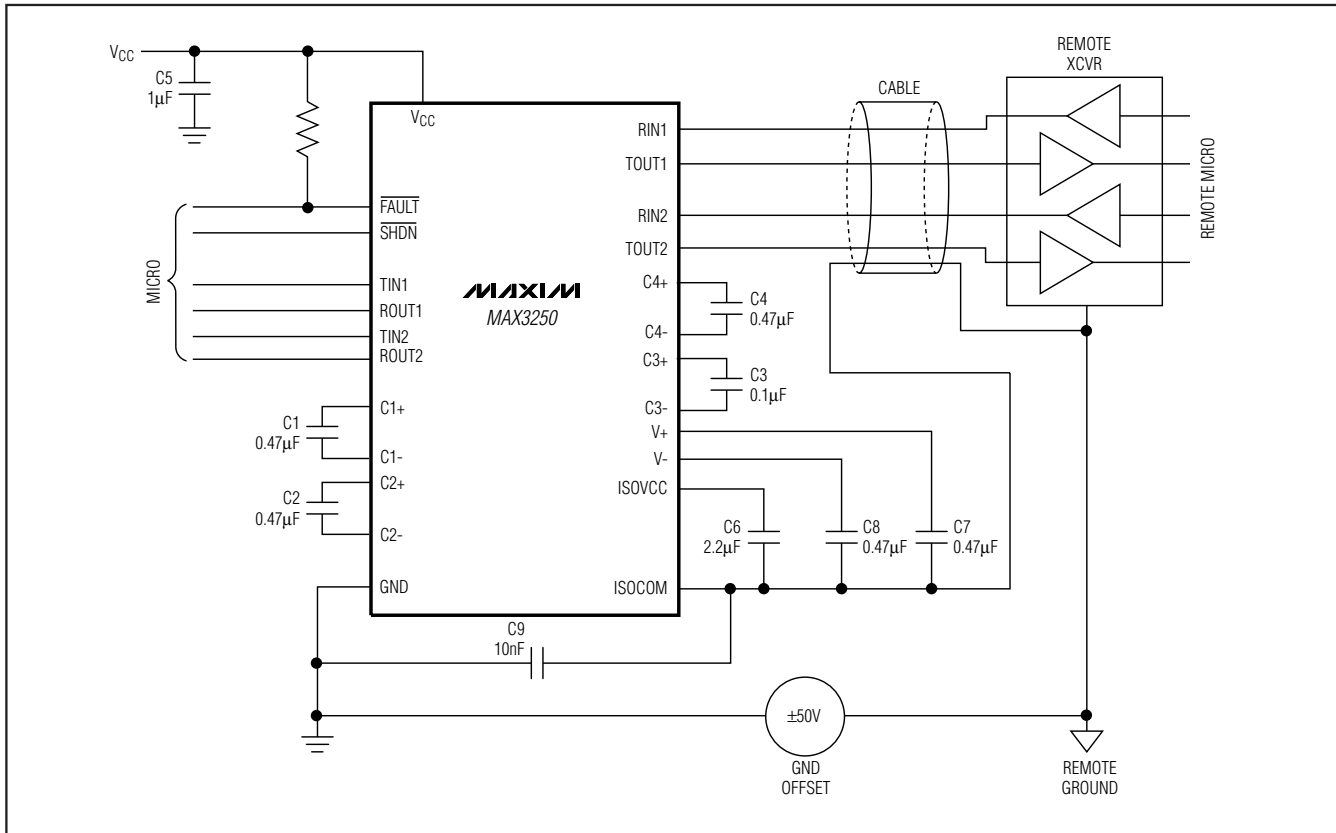 VCC
C5
1µF
VCC
FAULT
SHDN
TIN1
ROUT1
TIN2
ROUT2
MICRO
C1+
C1
0.47µF
C1-
C2+
C2
0.47µF
C2-
GND
MAXIM
MAX3250
RIN1
TOUT1
RIN2
TOUT2
C4+
C4
0.47µF
C4-
C3+
C3
0.1µF
C3-
V+
V-
ISOVCC
ISOCOM
C6
2.2µF
C8
0.47µF
C7
0.47µF
CABLE
REMOTE
XCVR
REMOTE MICRO
C9
10nF
±50V
GND
OFFSET
REMOTE
GROUND